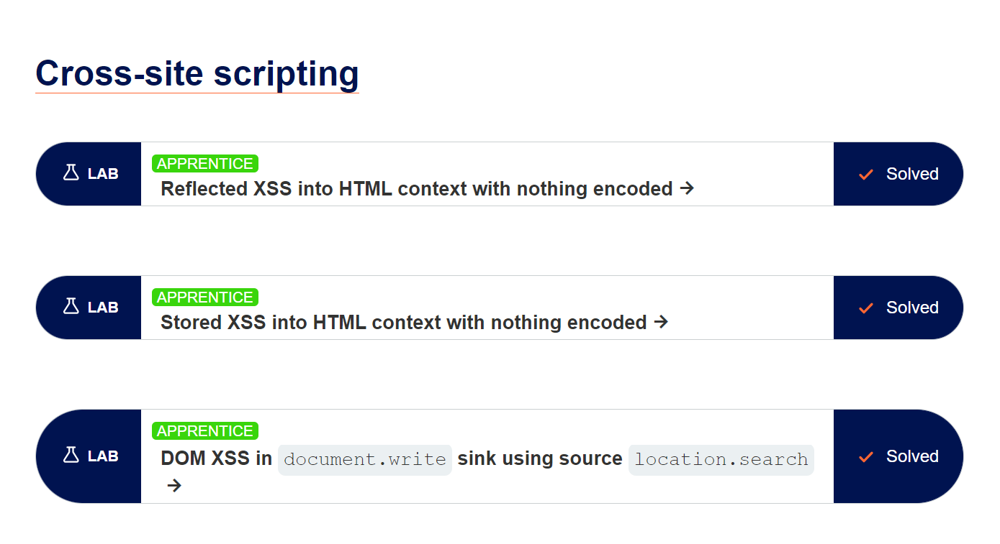 Cross-site scripting
LAB
APPRENTICE
Reflected XSS into HTML context with nothing encoded →
Solved
LAB
APPRENTICE
Stored XSS into HTML context with nothing encoded →
Solved
LAB
APPRENTICE
DOM XSS in document.write sink using source location.search
→
Solved